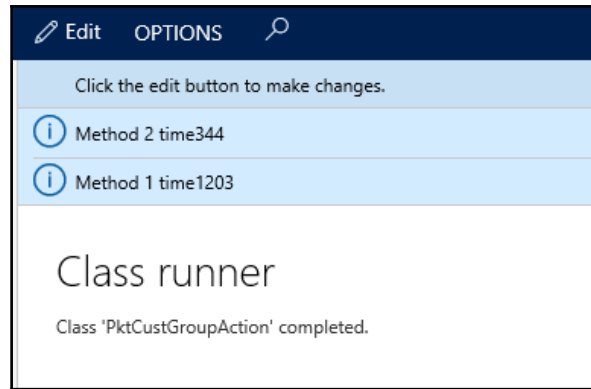 Edit OPTIONS
Click the edit button to make changes.
Method 2 time344
Method 1 time1203
Class runner
Class 'PktCustGroupAction' completed.